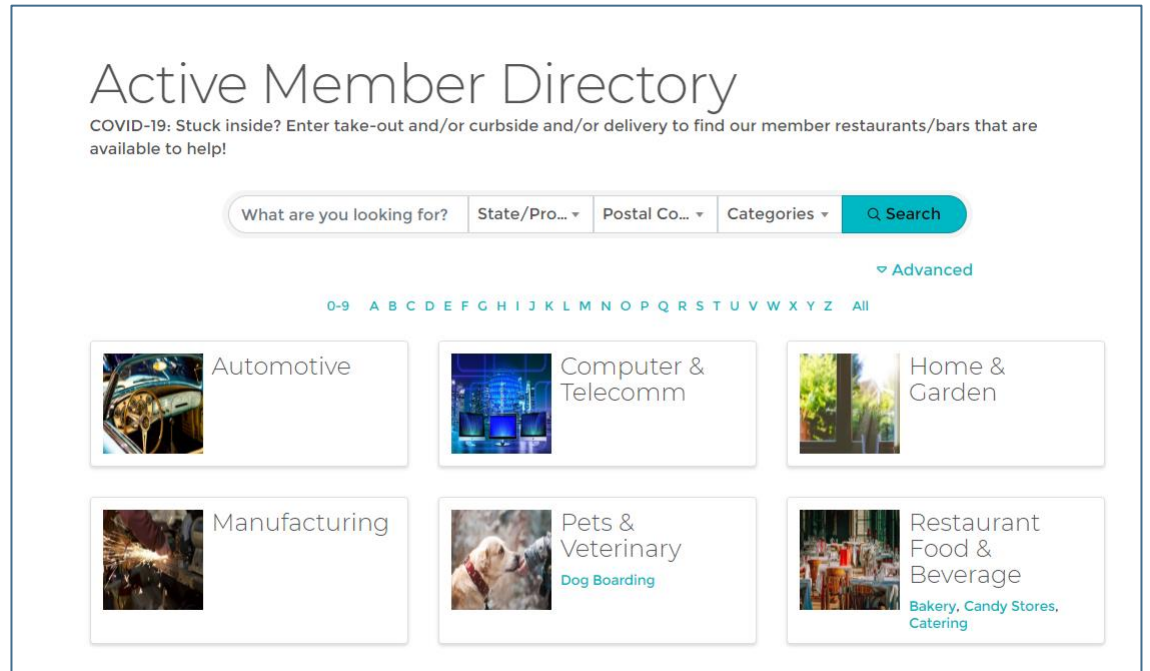 Active Member Directory
COVID-19: Stuck inside? Enter take-out and/or curbside and/or delivery to find our member restaurants/bars that are
available to help!
What are you looking for? State/Pro... Postal Co... Categories Search
Advanced
0-9 A B C D E F G H I J K L M N O P Q R S T U V W X Y Z All
Automotive
Computer &
Telecomm
Home &
Garden
Manufacturing
Pets &
Veterinary
Dog Boarding
Restaurant
Food &
Beverage
Bakery, Candy Stores,
Catering